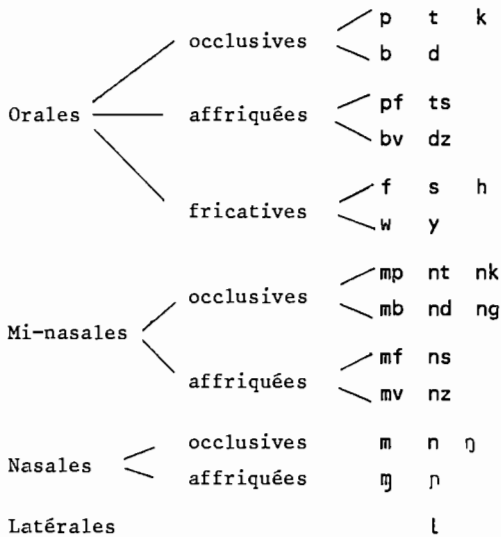 p t k
occlusives
b d
pf ts
Orales affriquées
bv dz
f s h
fricatives
w y
mp nt nk
occlusives
mb nd ng
Mi-nasales
mf ns
affriquées
mv nz
occlusives m n ŋ
Nasales
affriquées ɱ ɲ
Latérales l